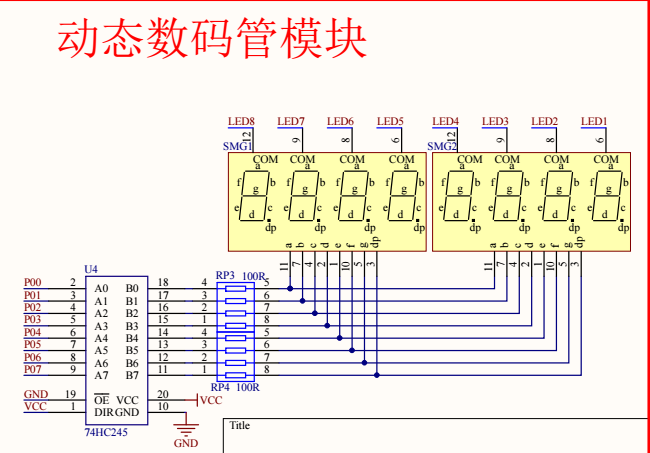 动态数码管模块
LED8 LED7 LED6 LED5 LED4 LED3 LED2 LED1
12 9 8 6 12 9 8 6
SMG1 SMG2
COM COM COM COM COM COM COM COM
a a a a a a a a
f b f b f b f b f b f b f b f b
g g g g g g g g
e c e c e c e c e c e c e c e c
d d d d d d d d
dp dp dp dp dp dp dp dp
a b c d e f g dp a b c d e f g dp
11 7 4 2 1 10 5 3 11 7 4 2 1 10 5 3
U4 RP3 100R
P00 2 A0 B0 18 4 5
P01 3 A1 B1 17 3 6
P02 4 A2 B2 16 2 7
P03 5 A3 B3 15 1 8
P04 6 A4 B4 14 4 5
P05 7 A5 B5 13 3 6
P06 8 A6 B6 12 2 7
P07 9 A7 B7 11 1 8
RP4 100R
GND 19 OE VCC 20 VCC
VCC 1 DIR GND 10
74HC245
GND
Title